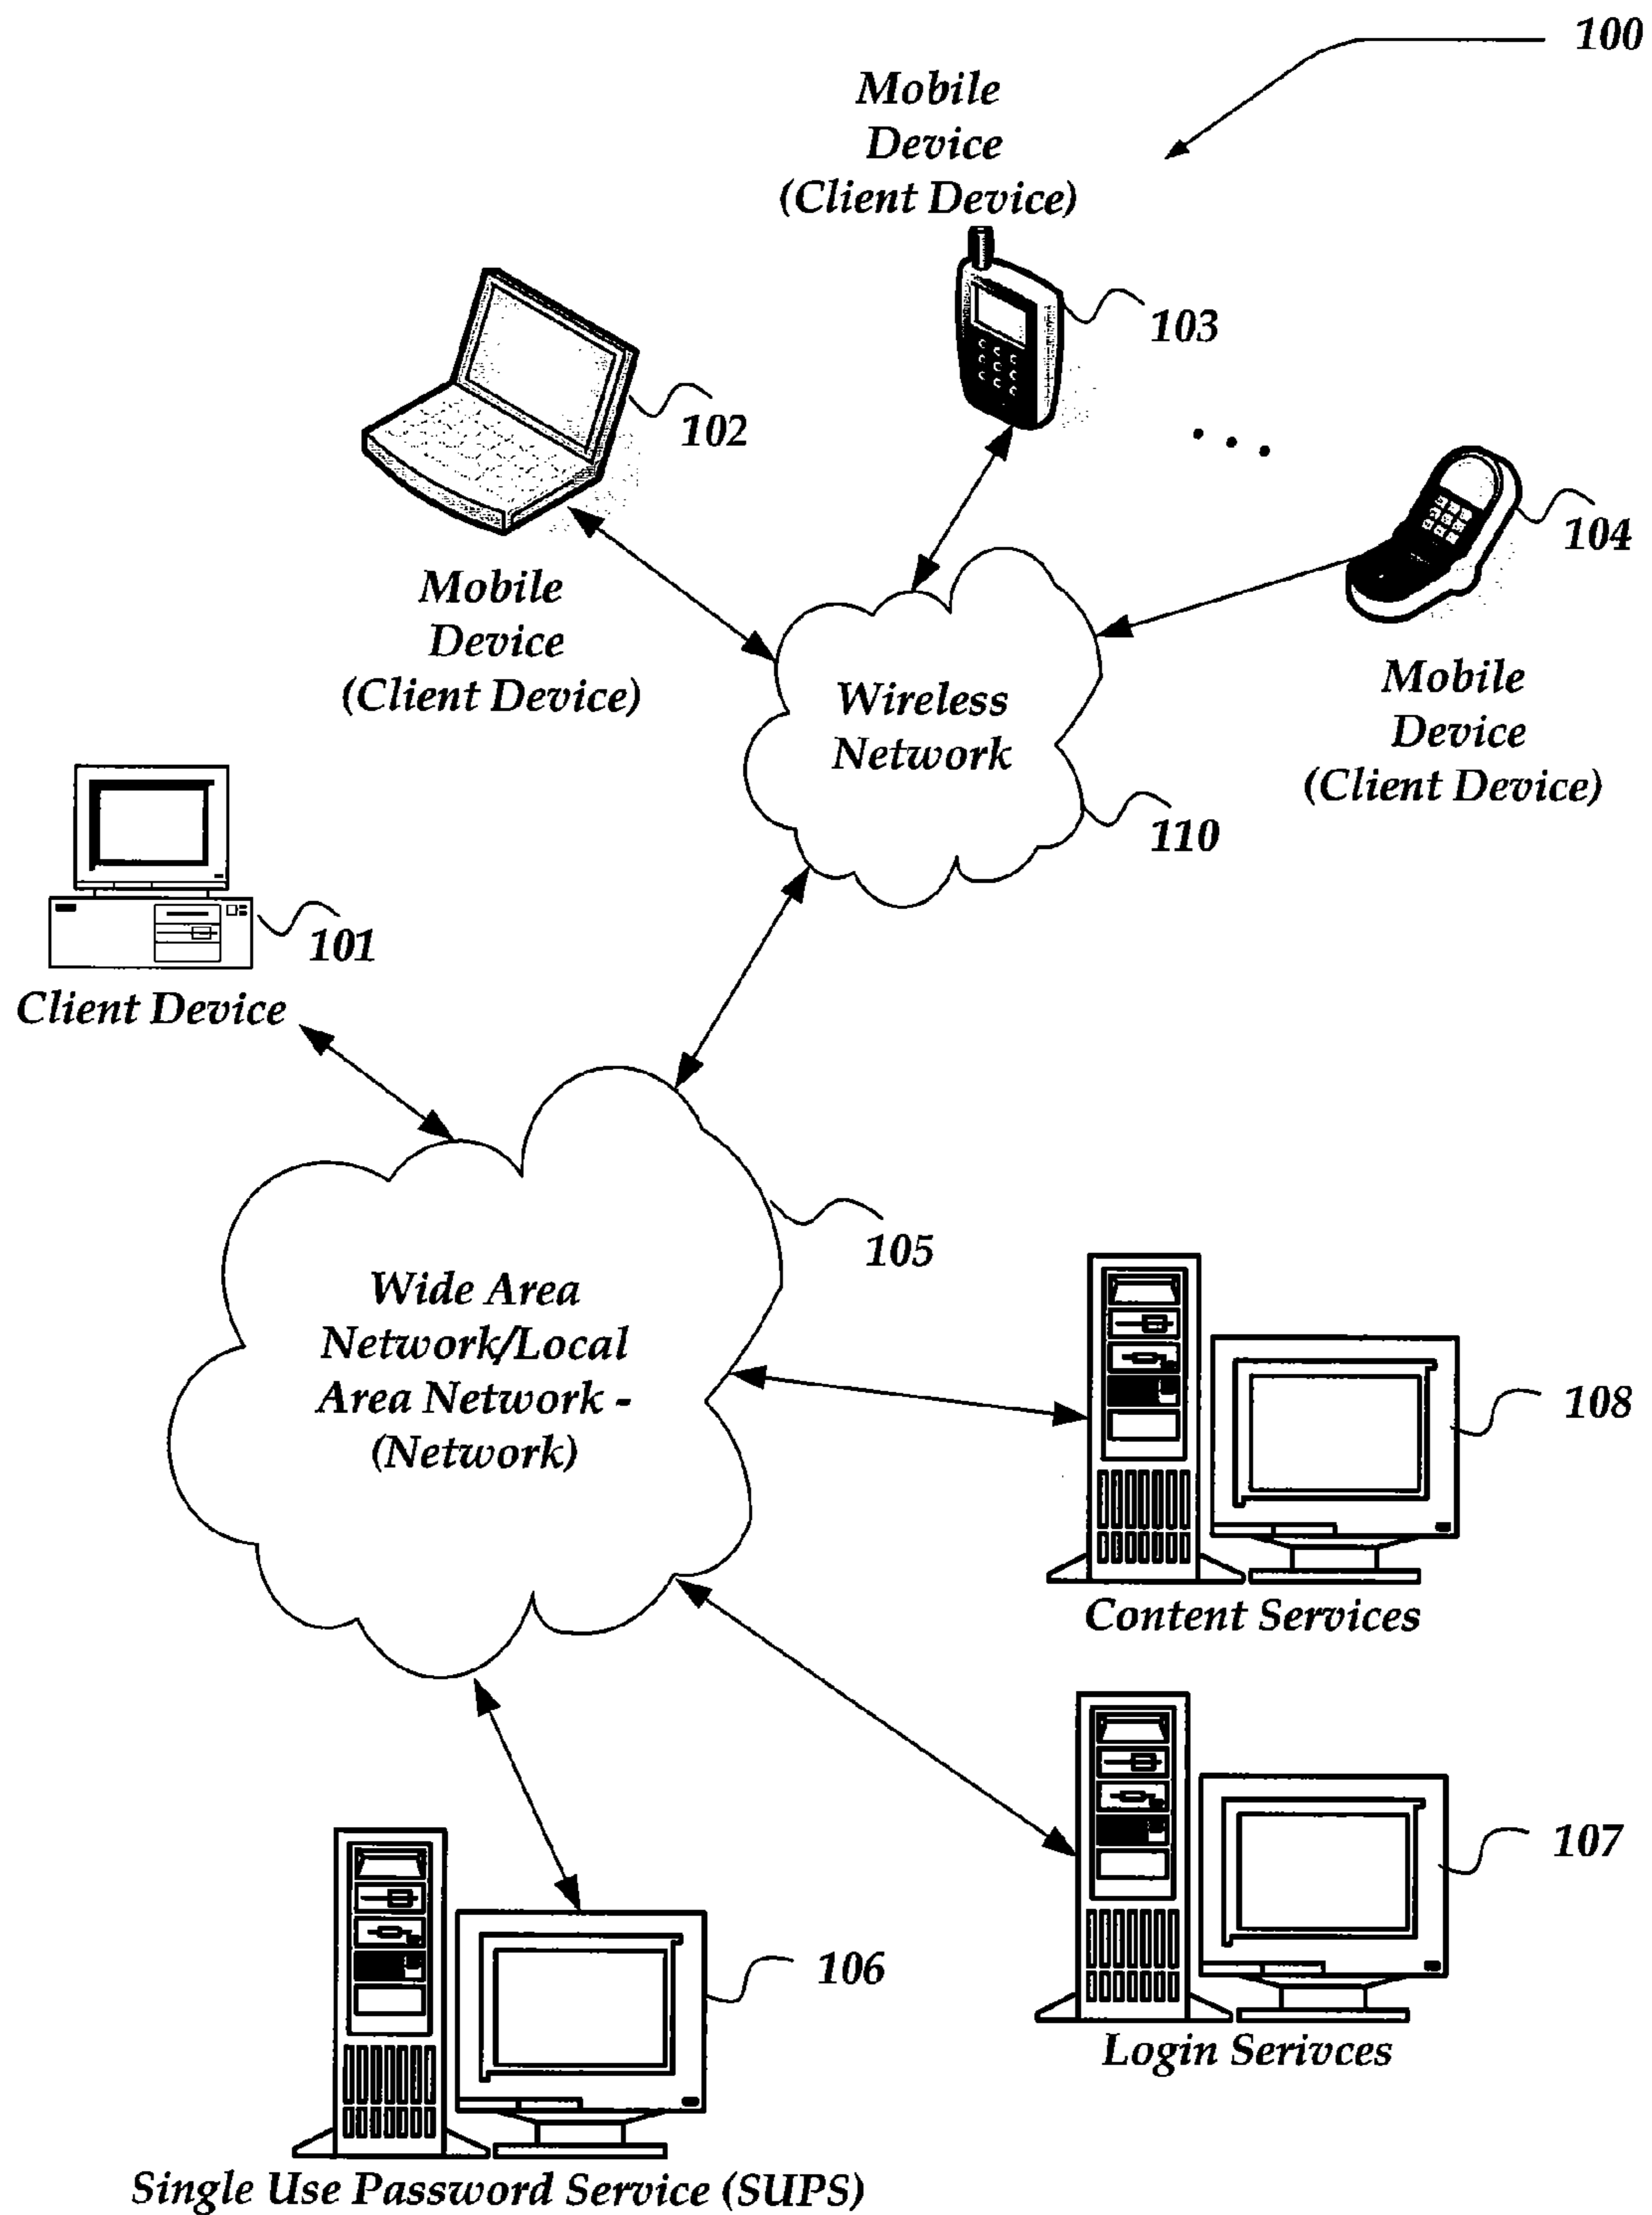 100
Mobile
Device
(Client Device)
103
102
104
Mobile
Device
(Client Device)
Wireless
Network
Mobile
Device
(Client Device)
110
101
Client Device
105
Wide Area
Network/Local
Area Network -
(Network)
108
Content Services
107
Login Serivces
106
Single Use Password Service (SUPS)